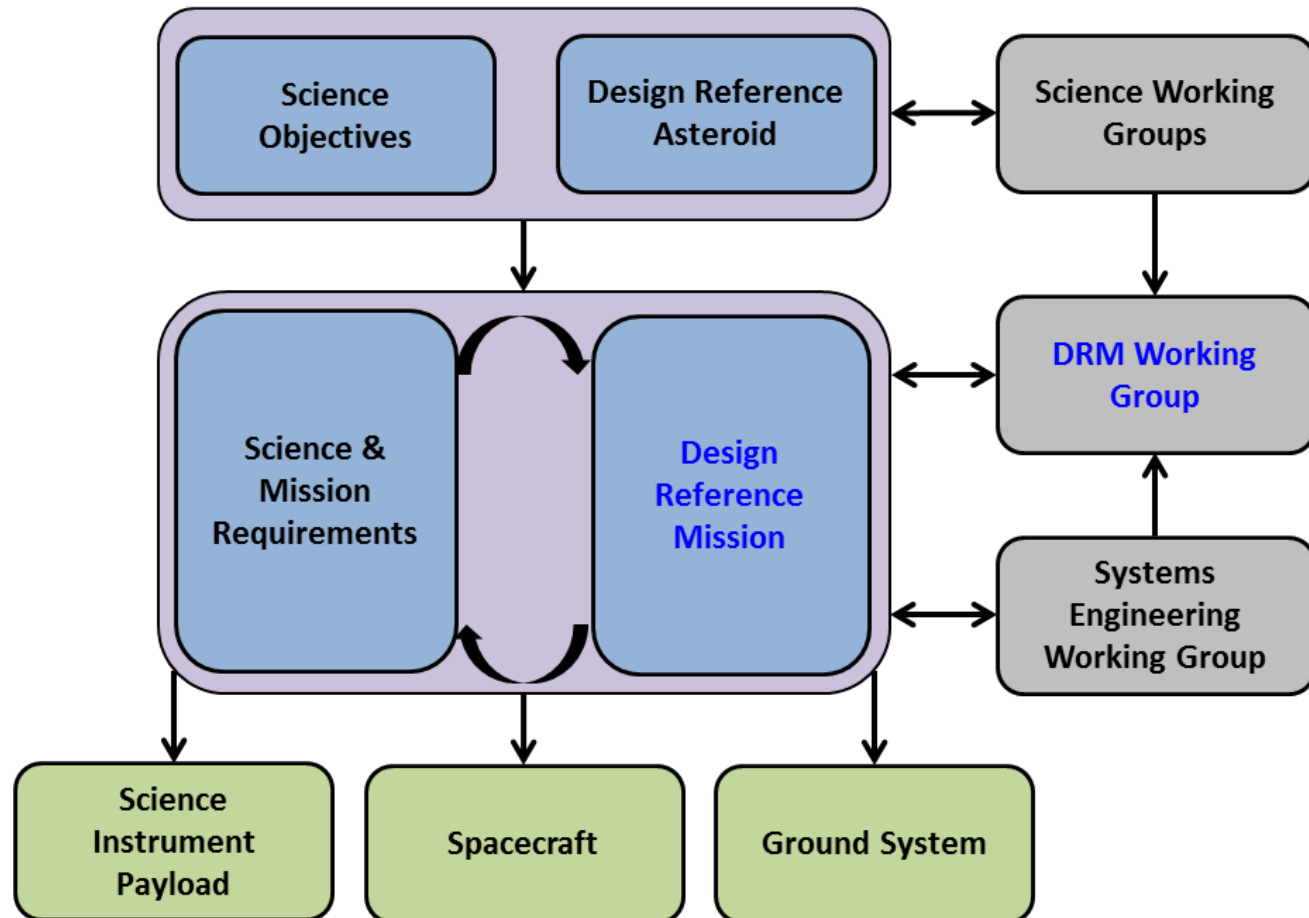 Science
Objectives
Design Reference
Asteroid
Science Working
Groups
Science &
Mission
Requirements
Design
Reference
Mission
DRM Working
Group
Systems
Engineering
Working Group
Science
Instrument
Payload
Spacecraft
Ground System